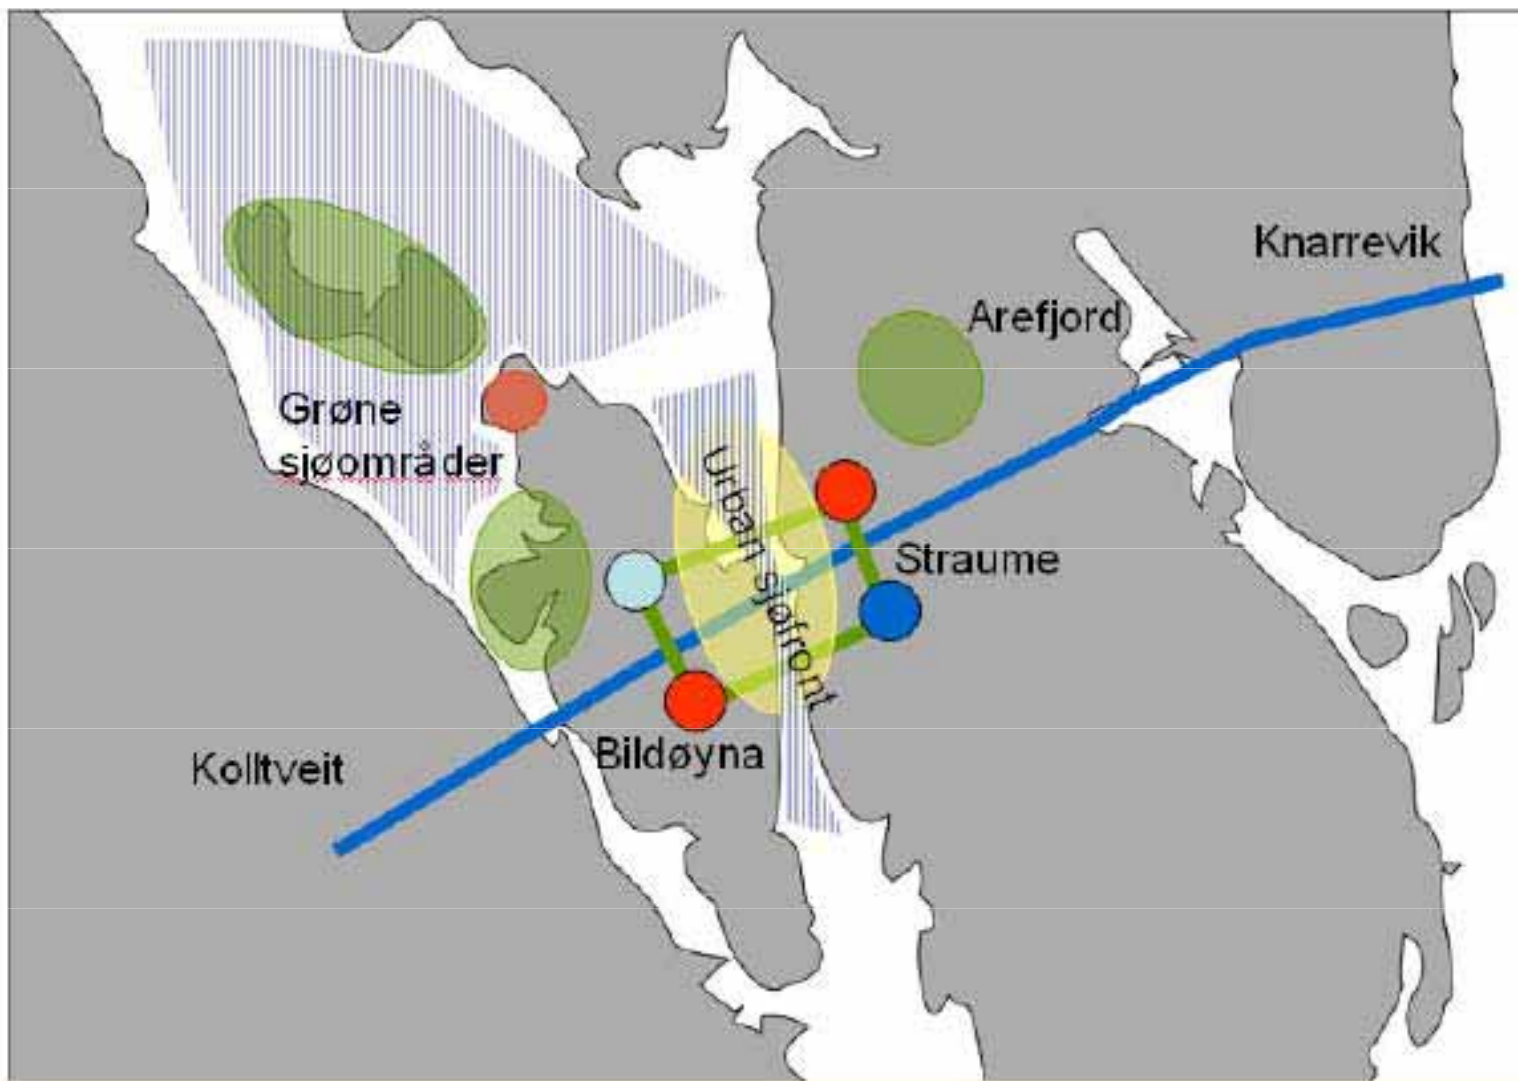 Knarrevik
Arefjord
Grøne
sjøområder
Urban sjøfront
Straume
Bildøyna
Kolltveit